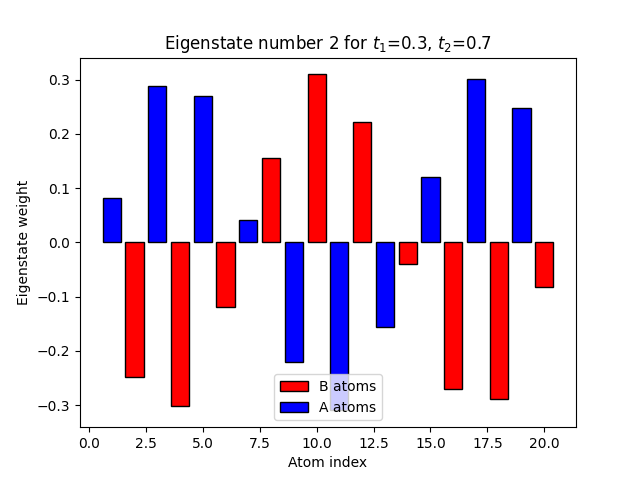 Eigenstate number 2 for $t_1$=0.3, $t_2$=0.7
Eigenstate weight
0.3
0.2
0.1
0.0
−0.1
−0.2
−0.3
B atoms
A atoms
0.0 2.5 5.0 7.5 10.0 12.5 15.0 17.5 20.0
Atom index